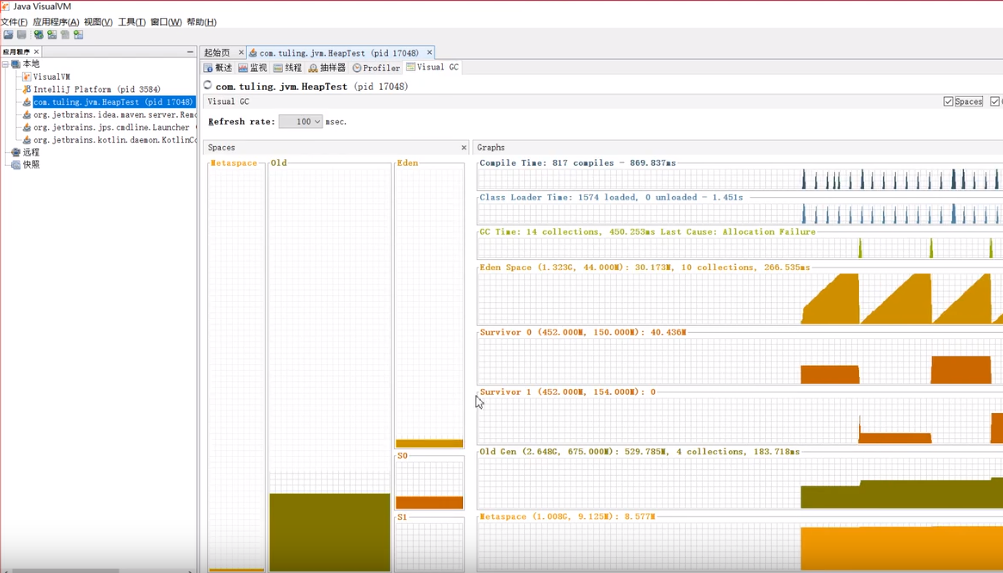 Java VisualVM
文件(F) 应用程序(A) 视图(V) 工具(T) 窗口(W) 帮助(H)
应用程序 ×
本地
VisualVM
IntelliJ Platform (pid 3584)
com.tuling.jvm.HeapTest (pid 17048)
org.jetbrains.idea.maven.server.Remo
org.jetbrains.jps.cmdline.Launcher
org.jetbrains.kotlin.daemon.KotlinCo
远程
快照
起始页 × com.tuling.jvm.HeapTest (pid 17048) ×
概述 监视 线程 抽样器 Profiler Visual GC
com.tuling.jvm.HeapTest (pid 17048)
Visual GC
Spaces
Refresh rate: 100 msec.
Spaces ×
Metaspace
Old
Eden
S0
S1
Graphs
Compile Time: 817 compiles - 869.837ms
Class Loader Time: 1574 loaded, 0 unloaded - 1.451s
GC Time: 14 collections, 450.253ms Last Cause: Allocation Failure
Eden Space (1.323G, 44.000M): 30.173M, 10 collections, 266.535ms
Survivor 0 (452.000M, 150.000M): 40.436M
Survivor 1 (452.000M, 154.000M): 0
Old Gen (2.648G, 675.000M): 529.785M, 4 collections, 183.718ms
Metaspace (1.008G, 9.125M): 8.577M